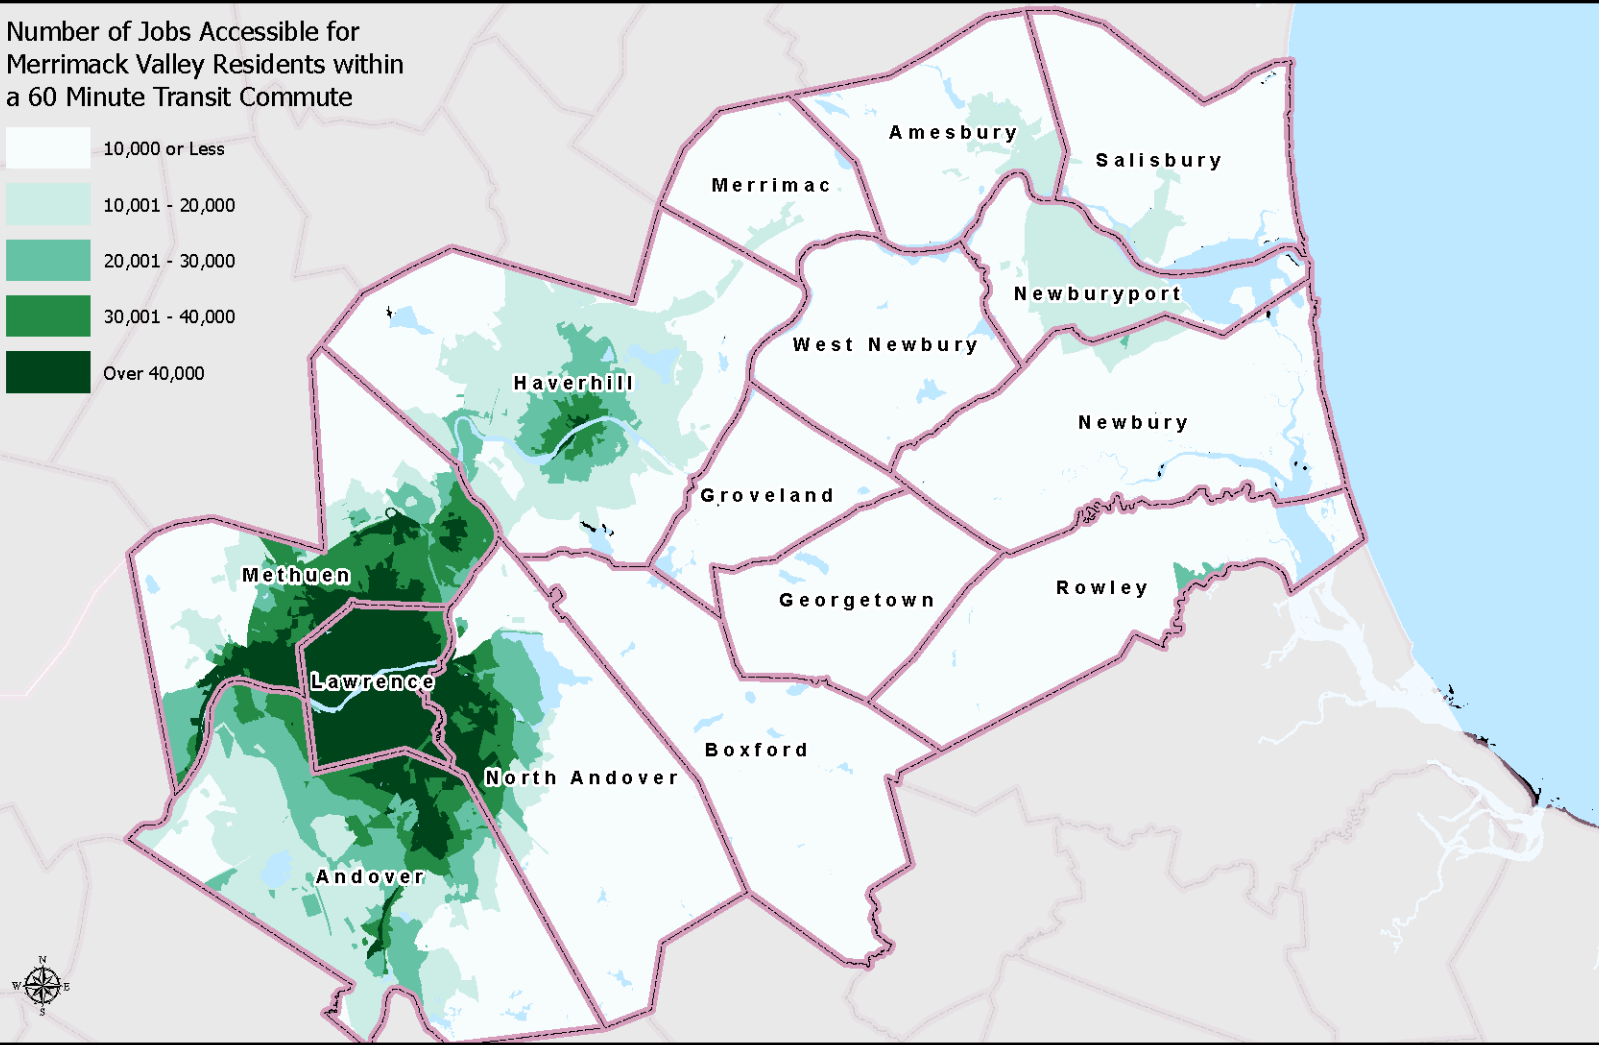 Number of Jobs Accessible for
Merrimack Valley Residents within
a 60 Minute Transit Commute
10,000 or Less
10,001 - 20,000
20,001 - 30,000
30,001 - 40,000
Over 40,000
Amesbury
Salisbury
Merrimac
Newburyport
West Newbury
Haverhill
Newbury
Groveland
Methuen
Rowley
Georgetown
Lawrence
Boxford
North Andover
Andover
N
W
E
S